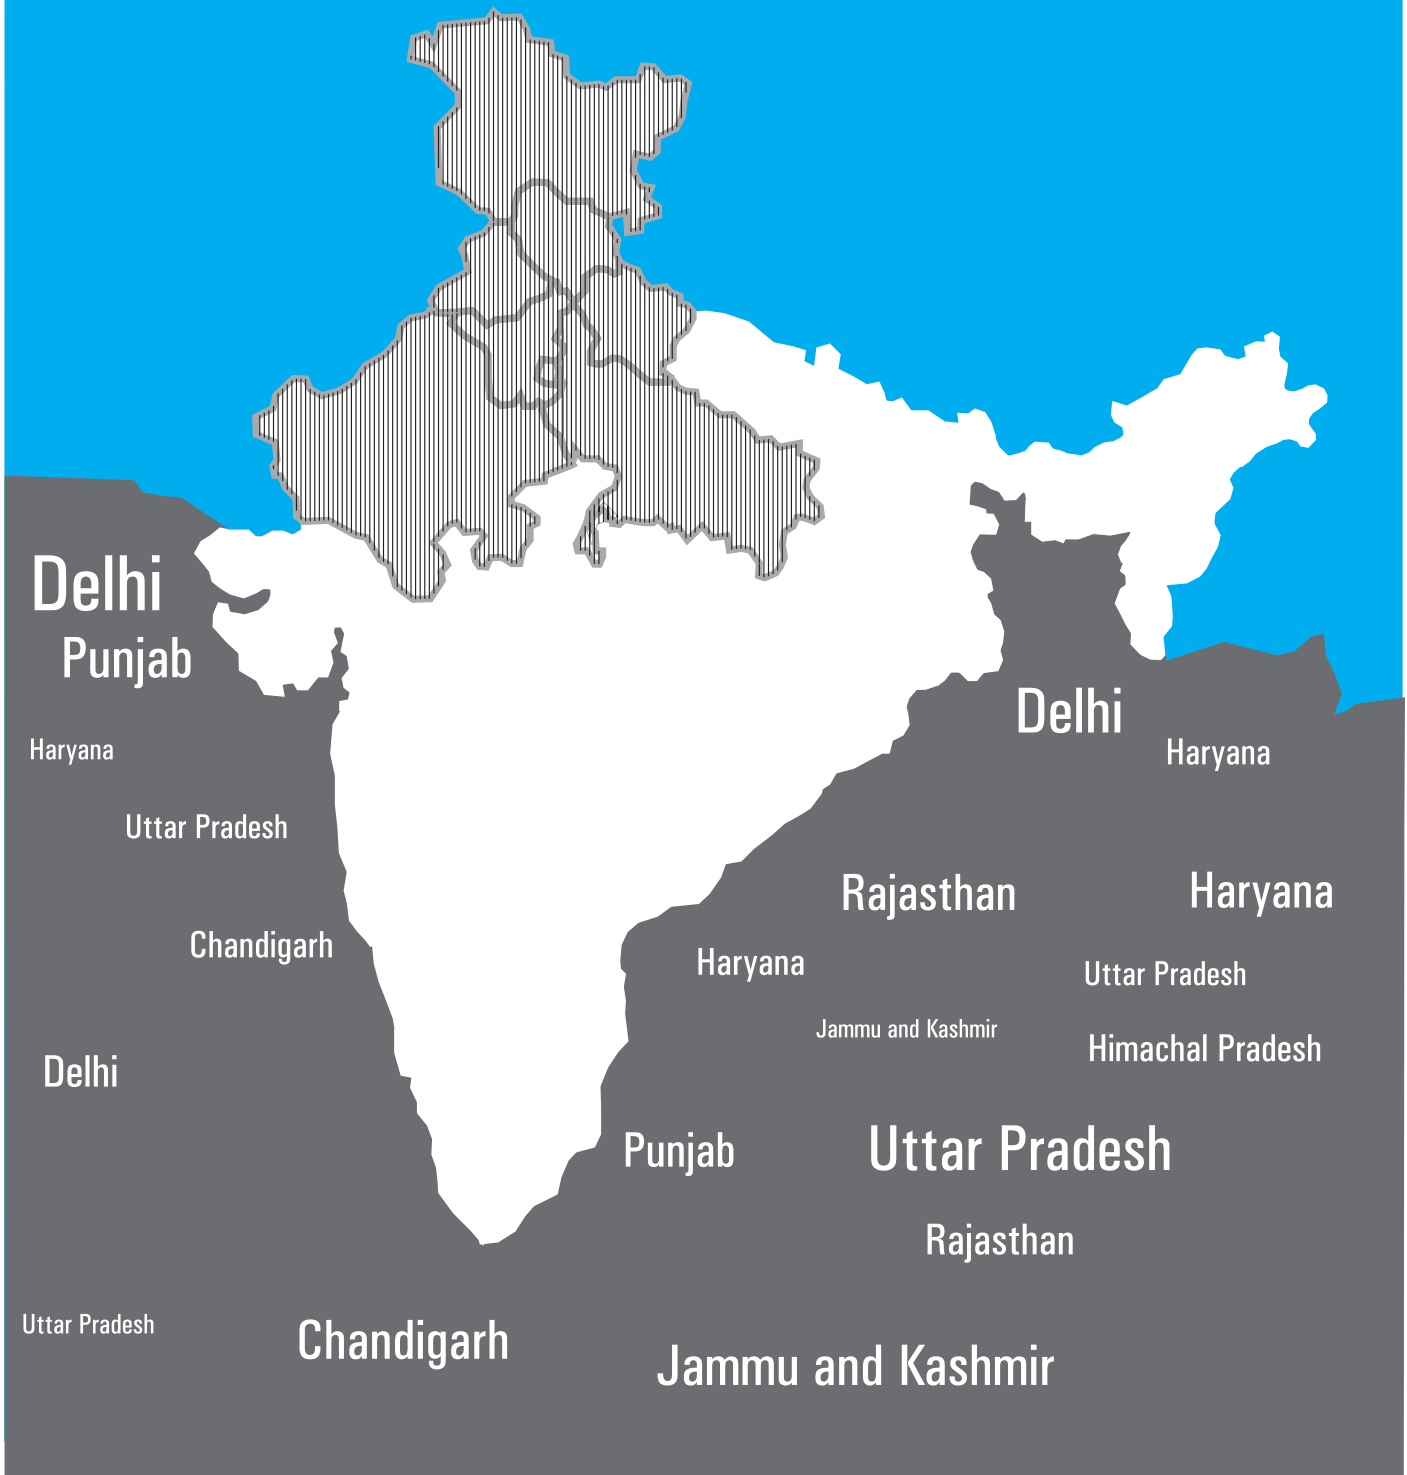 Delhi
Punjab
Delhi
Haryana
Haryana
Uttar Pradesh
Rajasthan
Haryana
Chandigarh
Haryana
Uttar Pradesh
Jammu and Kashmir
Himachal Pradesh
Delhi
Punjab
Uttar Pradesh
Rajasthan
Uttar Pradesh
Chandigarh
Jammu and Kashmir